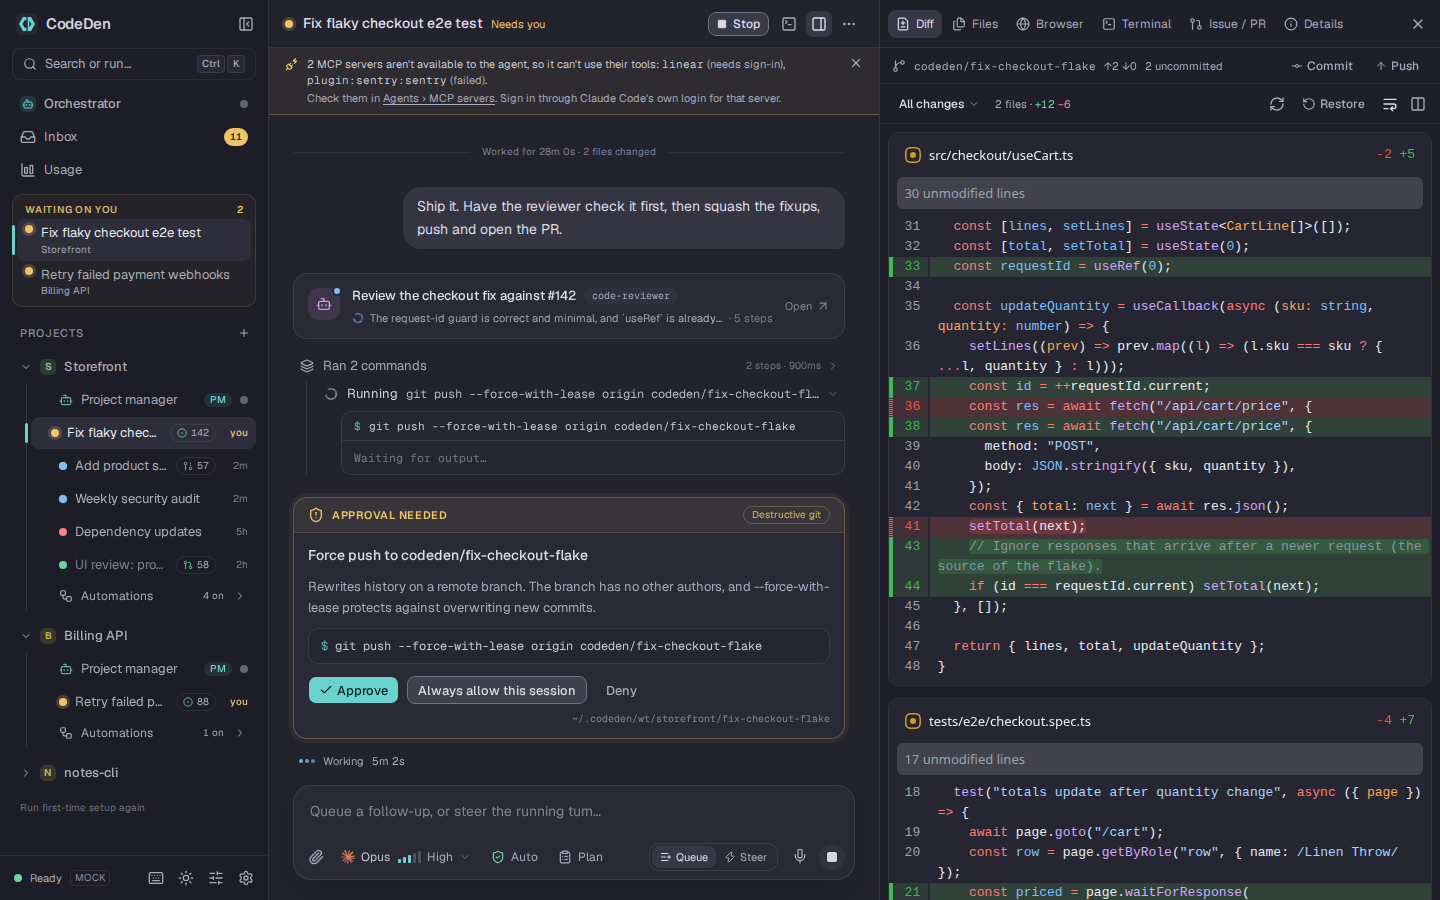 CodeDen
Search or run... Ctrl K
Orchestrator
Inbox 11
Usage
WAITING ON YOU 2
Fix flaky checkout e2e test
Storefront
Retry failed payment webhooks
Billing API
PROJECTS
S Storefront
Project manager PM
Fix flaky chec... 142 you
Add product s... 57 2m
Weekly security audit 2m
Dependency updates 5h
UI review: pro... 58 2h
Automations 4 on
B Billing API
Project manager PM
Retry failed p... 88 you
Automations 1 on
N notes-cli
Run first-time setup again
Ready MOCK
Fix flaky checkout e2e test Needs you Stop
2 MCP servers aren't available to the agent, so it can't use their tools: linear (needs sign-in),
plugin:sentry:sentry (failed).
Check them in Agents › MCP servers. Sign in through Claude Code's own login for that server.
Worked for 28m 0s · 2 files changed
Ship it. Have the reviewer check it first, then squash the fixups,
push and open the PR.
Review the checkout fix against #142 code-reviewer
The request-id guard is correct and minimal, and `useRef` is already... · 5 steps
Open
Ran 2 commands 2 steps · 900ms
Running git push --force-with-lease origin codeden/fix-checkout-fl...
$ git push --force-with-lease origin codeden/fix-checkout-flake
Waiting for output...
APPROVAL NEEDED Destructive git
Force push to codeden/fix-checkout-flake
Rewrites history on a remote branch. The branch has no other authors, and --force-with-
lease protects against overwriting new commits.
$ git push --force-with-lease origin codeden/fix-checkout-flake
Approve Always allow this session Deny
~/.codeden/wt/storefront/fix-checkout-flake
Working 5m 2s
Queue a follow-up, or steer the running turn...
Opus High Auto Plan Queue Steer
Diff Files Browser Terminal Issue / PR Details
codeden/fix-checkout-flake ↑2 ↓0 2 uncommitted Commit Push
All changes 2 files · +12 −6 Restore
src/checkout/useCart.ts -2 +5
30 unmodified lines
31 const [lines, setLines] = useState<CartLine[]>([]);
32 const [total, setTotal] = useState(0);
33 const requestId = useRef(0);
34
35 const updateQuantity = useCallback(async (sku: string,
quantity: number) => {
36 setLines((prev) => prev.map((l) => (l.sku === sku ? {
...l, quantity } : l)));
37 const id = ++requestId.current;
36 const res = await fetch("/api/cart/price", {
38 const res = await fetch("/api/cart/price", {
39 method: "POST",
40 body: JSON.stringify({ sku, quantity }),
41 });
42 const { total: next } = await res.json();
41 setTotal(next);
43 // Ignore responses that arrive after a newer request (the
source of the flake).
44 if (id === requestId.current) setTotal(next);
45 }, []);
46
47 return { lines, total, updateQuantity };
48 }
tests/e2e/checkout.spec.ts -4 +7
17 unmodified lines
18 test("totals update after quantity change", async ({ page })
=> {
19 await page.goto("/cart");
20 const row = page.getByRole("row", { name: /Linen Throw/
});
21 const priced = page.waitForResponse(